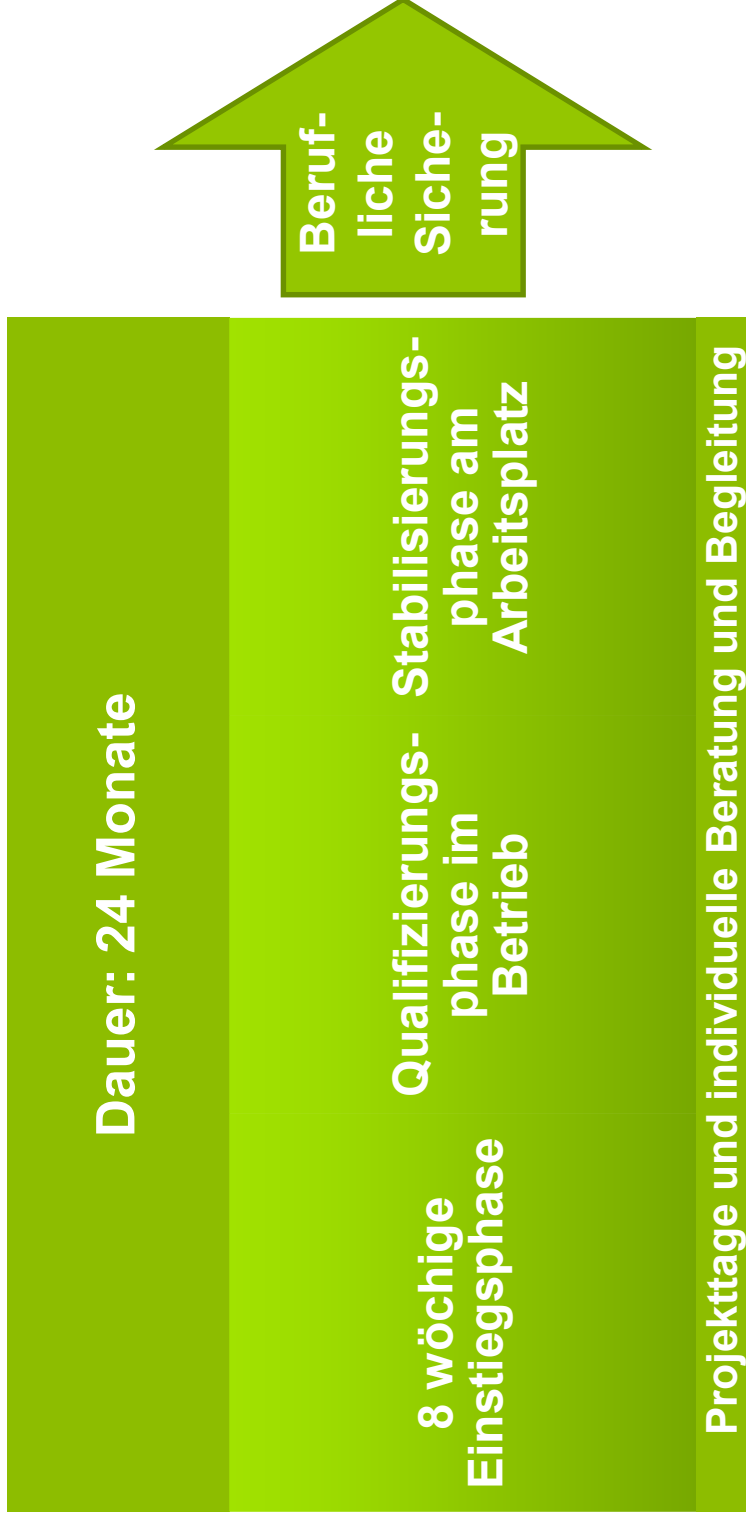 Dauer: 24 Monate
8 wöchige
Einstiegsphase
Qualifizierungs-
phase im
Betrieb
Stabilisierungs-
phase am
Arbeitsplatz
Projekttage und individuelle Beratung und Begleitung
Beruf-
liche
Siche-
rung